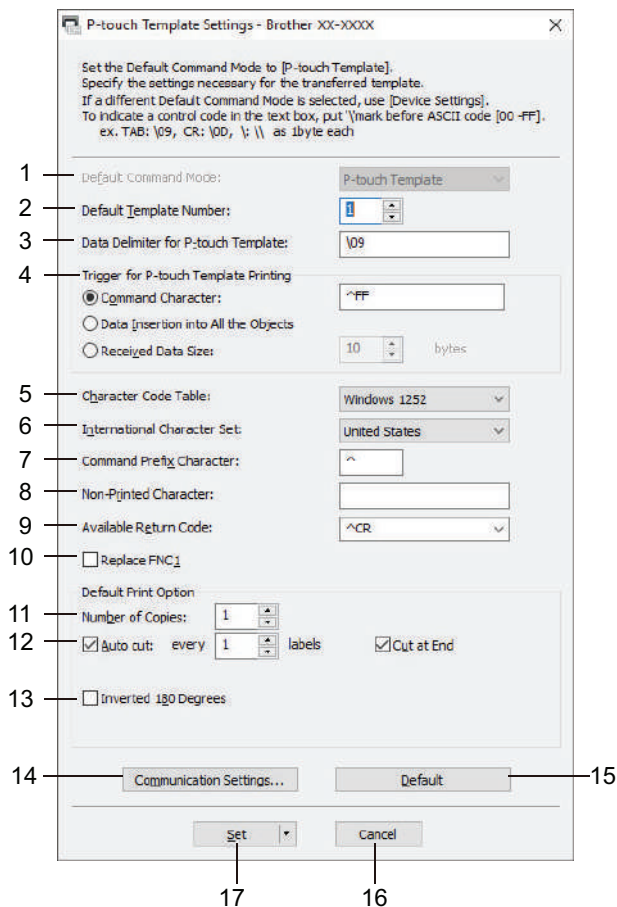 P-touch Template Settings - Brother XX-XXXX
Set the Default Command Mode to [P-touch Template].
Specify the settings necessary for the transferred template.
If a different Default Command Mode is selected, use [Device Settings].
To indicate a control code in the text box, put '\'mark before ASCII code [00 -FF].
ex. TAB: \09, CR: \0D, \: \\ as 1byte each
1 Default Command Mode: P-touch Template
2 Default Template Number: 1
3 Data Delimiter for P-touch Template: \09
4 Trigger for P-touch Template Printing
Command Character: ^FF
Data Insertion into All the Objects
Received Data Size: 10 bytes
5 Character Code Table: Windows 1252
6 International Character Set: United States
7 Command Prefix Character: ^
8 Non-Printed Character:
9 Available Return Code: ^CR
10 Replace FNC1
Default Print Option
11 Number of Copies: 1
12 Auto cut: every 1 labels Cut at End
13 Inverted 180 Degrees
14 Communication Settings... Default 15
Set Cancel
17 16